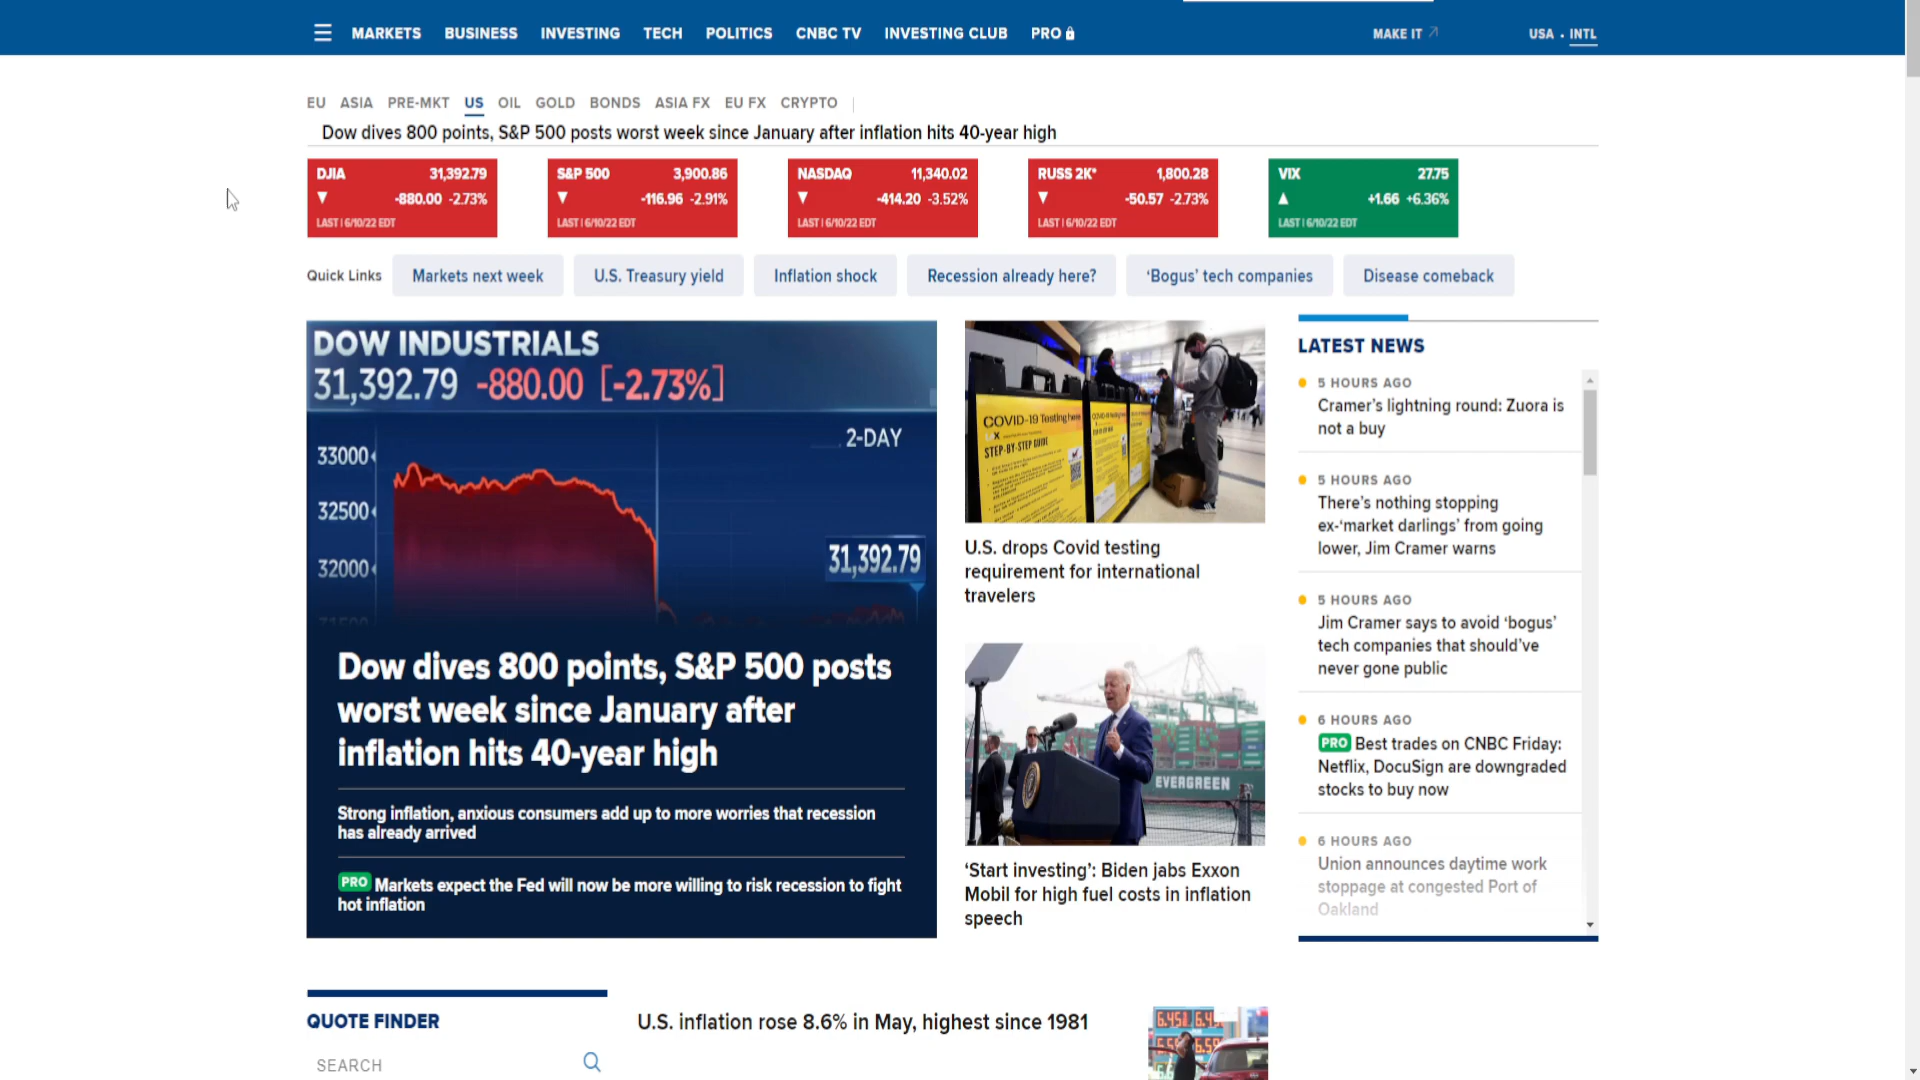 MARKETS BUSINESS INVESTING TECH POLITICS CNBC TV INVESTING CLUB PRO MAKE IT USA • INTL
EU ASIA PRE-MKT US OIL GOLD BONDS ASIA FX EU FX CRYPTO
Dow dives 800 points, S&P 500 posts worst week since January after inflation hits 40-year high
DJIA 31,392.79
▼ -880.00 -2.73%
LAST | 6/10/22 EDT
S&P 500 3,900.86
▼ -116.96 -2.91%
LAST | 6/10/22 EDT
NASDAQ 11,340.02
▼ -414.20 -3.52%
LAST | 6/10/22 EDT
RUSS 2K* 1,800.28
▼ -50.57 -2.73%
LAST | 6/10/22 EDT
VIX 27.75
▲ +1.66 +6.36%
LAST | 6/10/22 EDT
Quick Links Markets next week U.S. Treasury yield Inflation shock Recession already here? ‘Bogus’ tech companies Disease comeback
DOW INDUSTRIALS
31,392.79 -880.00 [-2.73%]
2-DAY
33000
32500
31,392.79
32000
31500
Dow dives 800 points, S&P 500 posts
worst week since January after
inflation hits 40-year high
Strong inflation, anxious consumers add up to more worries that recession
has already arrived
PRO Markets expect the Fed will now be more willing to risk recession to fight
hot inflation
COVID-19 Testing here
STEP-BY-STEP GUIDE
U.S. drops Covid testing
requirement for international
travelers
EVERGREEN
‘Start investing’: Biden jabs Exxon
Mobil for high fuel costs in inflation
speech
LATEST NEWS
5 HOURS AGO
Cramer’s lightning round: Zuora is
not a buy
5 HOURS AGO
There’s nothing stopping
ex-‘market darlings’ from going
lower, Jim Cramer warns
5 HOURS AGO
Jim Cramer says to avoid ‘bogus’
tech companies that should’ve
never gone public
6 HOURS AGO
PRO Best trades on CNBC Friday:
Netflix, DocuSign are downgraded
stocks to buy now
6 HOURS AGO
Union announces daytime work
stoppage at congested Port of
Oakland
QUOTE FINDER
SEARCH
U.S. inflation rose 8.6% in May, highest since 1981